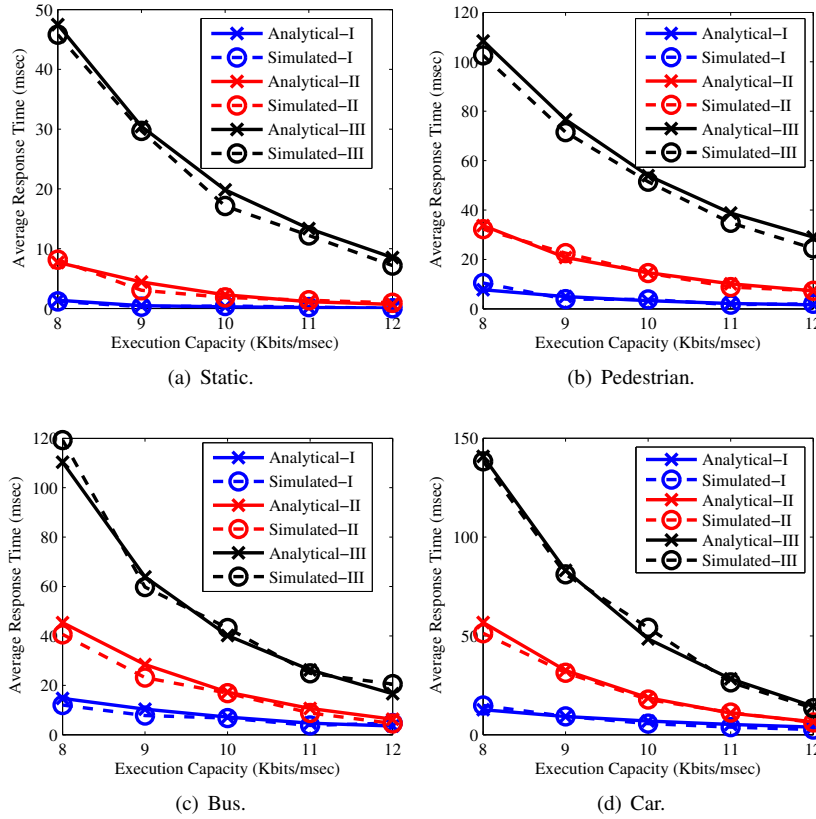 50
40
30
20
10
0
Average Response Time (msec)
8
9
10
11
12
Execution Capacity (Kbits/msec)
Analytical−I
Simulated−I
Analytical−II
Simulated−II
Analytical−III
Simulated−III
(a) Static.
120
100
80
60
40
20
0
Average Response Time (msec)
8
9
10
11
12
Execution Capacity (Kbits/msec)
Analytical−I
Simulated−I
Analytical−II
Simulated−II
Analytical−III
Simulated−III
(b) Pedestrian.
120
100
80
60
40
20
0
Average Response Time (msec)
8
9
10
11
12
Execution Capacity (Kbits/msec)
Analytical−I
Simulated−I
Analytical−II
Simulated−II
Analytical−III
Simulated−III
(c) Bus.
150
100
50
0
Average Response Time (msec)
8
9
10
11
12
Execution Capacity (Kbits/msec)
Analytical−I
Simulated−I
Analytical−II
Simulated−II
Analytical−III
Simulated−III
(d) Car.